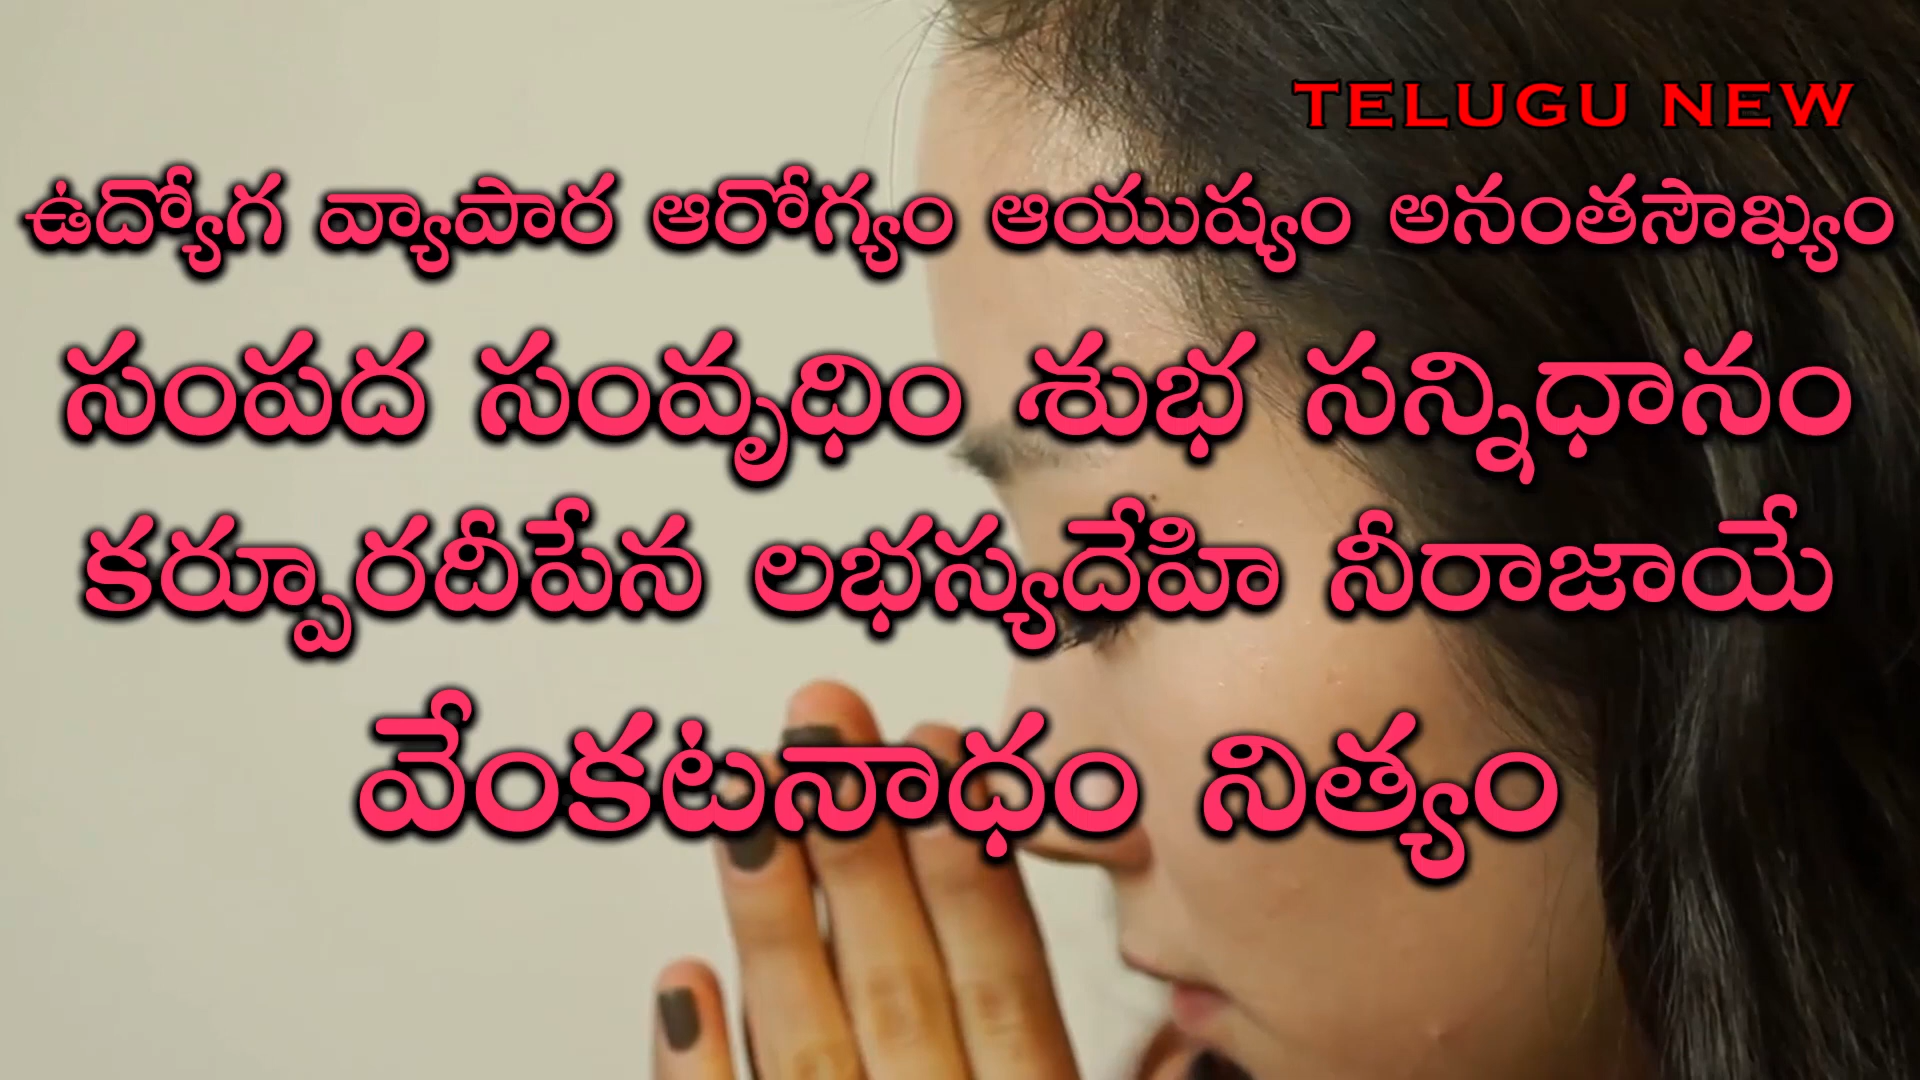 TELUGU NEW
ఉద్యోగ వ్యాపార ఆరోగ్యం ఆయుష్యం అనంతసౌఖ్యం
సంపద సంవృథిం శుభ సన్నిధానం
కర్పూరదీపేన లభస్యదేహి నీరాజాయే
వేంకటనాధం నిత్యం